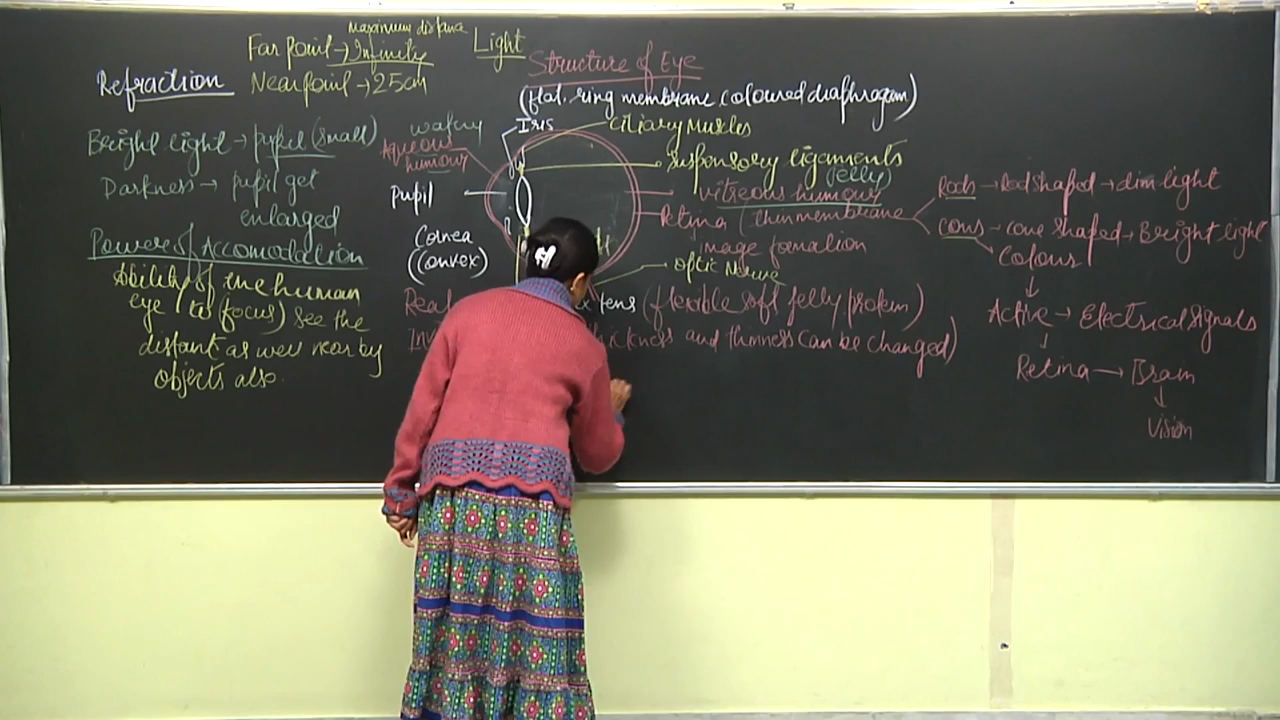 maximum distance
Far point → Infinity
Light
Structure of Eye
Refraction
Near point → 25cm
(flat, ring membrane, coloured diaphragam)
Bright light → pupil (small)
watery
Iris
ciliary Muscles
Aqueous humour
suspensory ligaments
(Jelly)
Darkness → pupil get enlarged
pupil
vitreous humour
Rods → Rod shaped → dim light
Retina (thin membrane
image formation
cons → cone shaped → Bright light
Colour
Power of Accomodation
Cornea
(Convex)
optic Nerve
Ability of the human
eye to (focus) see the
distant as well near by
objects also.
Real
lens (flexible soft jelly protein)
and thinness can be changed)
Active → Electrical signals
Retina → Brain
Vision